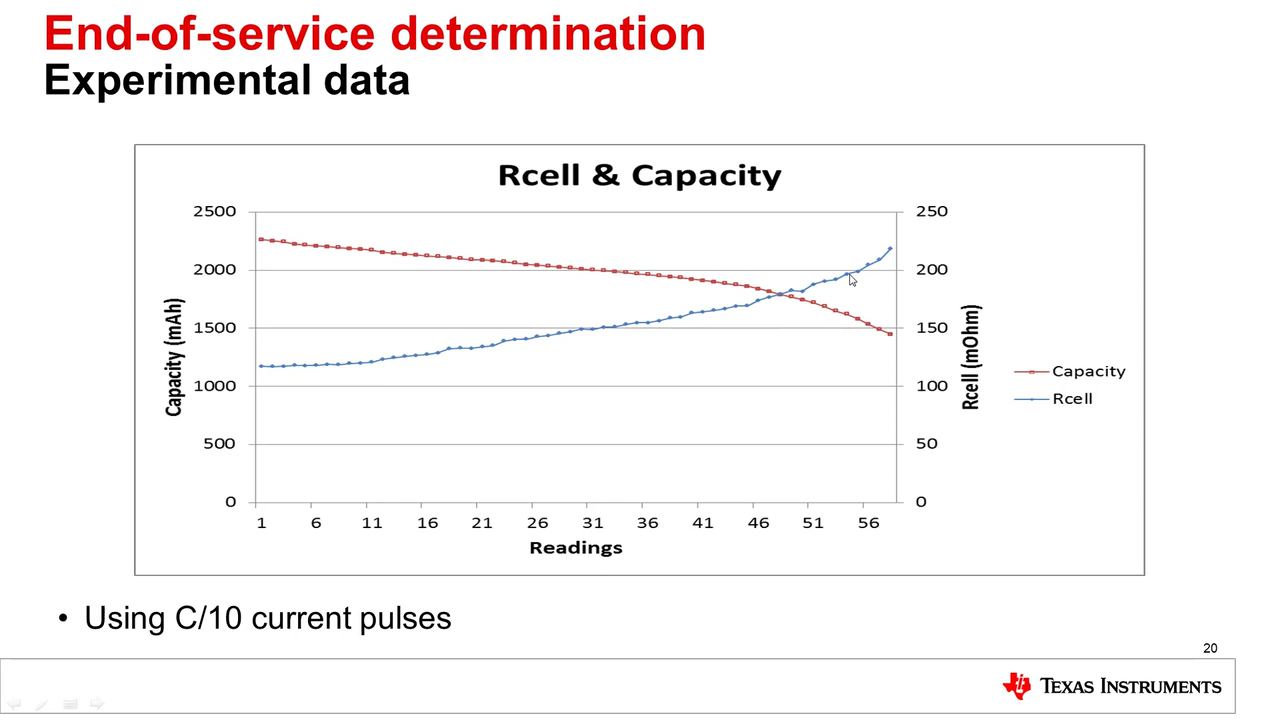 End-of-service determination
Experimental data
Rcell & Capacity
2500
2000
1500
1000
500
0
Capacity (mAh)
250
200
150
100
50
0
Rcell (mOhm)
1 6 11 16 21 26 31 36 41 46 51 56
Readings
Capacity
Rcell
• Using C/10 current pulses
20
TEXAS INSTRUMENTS